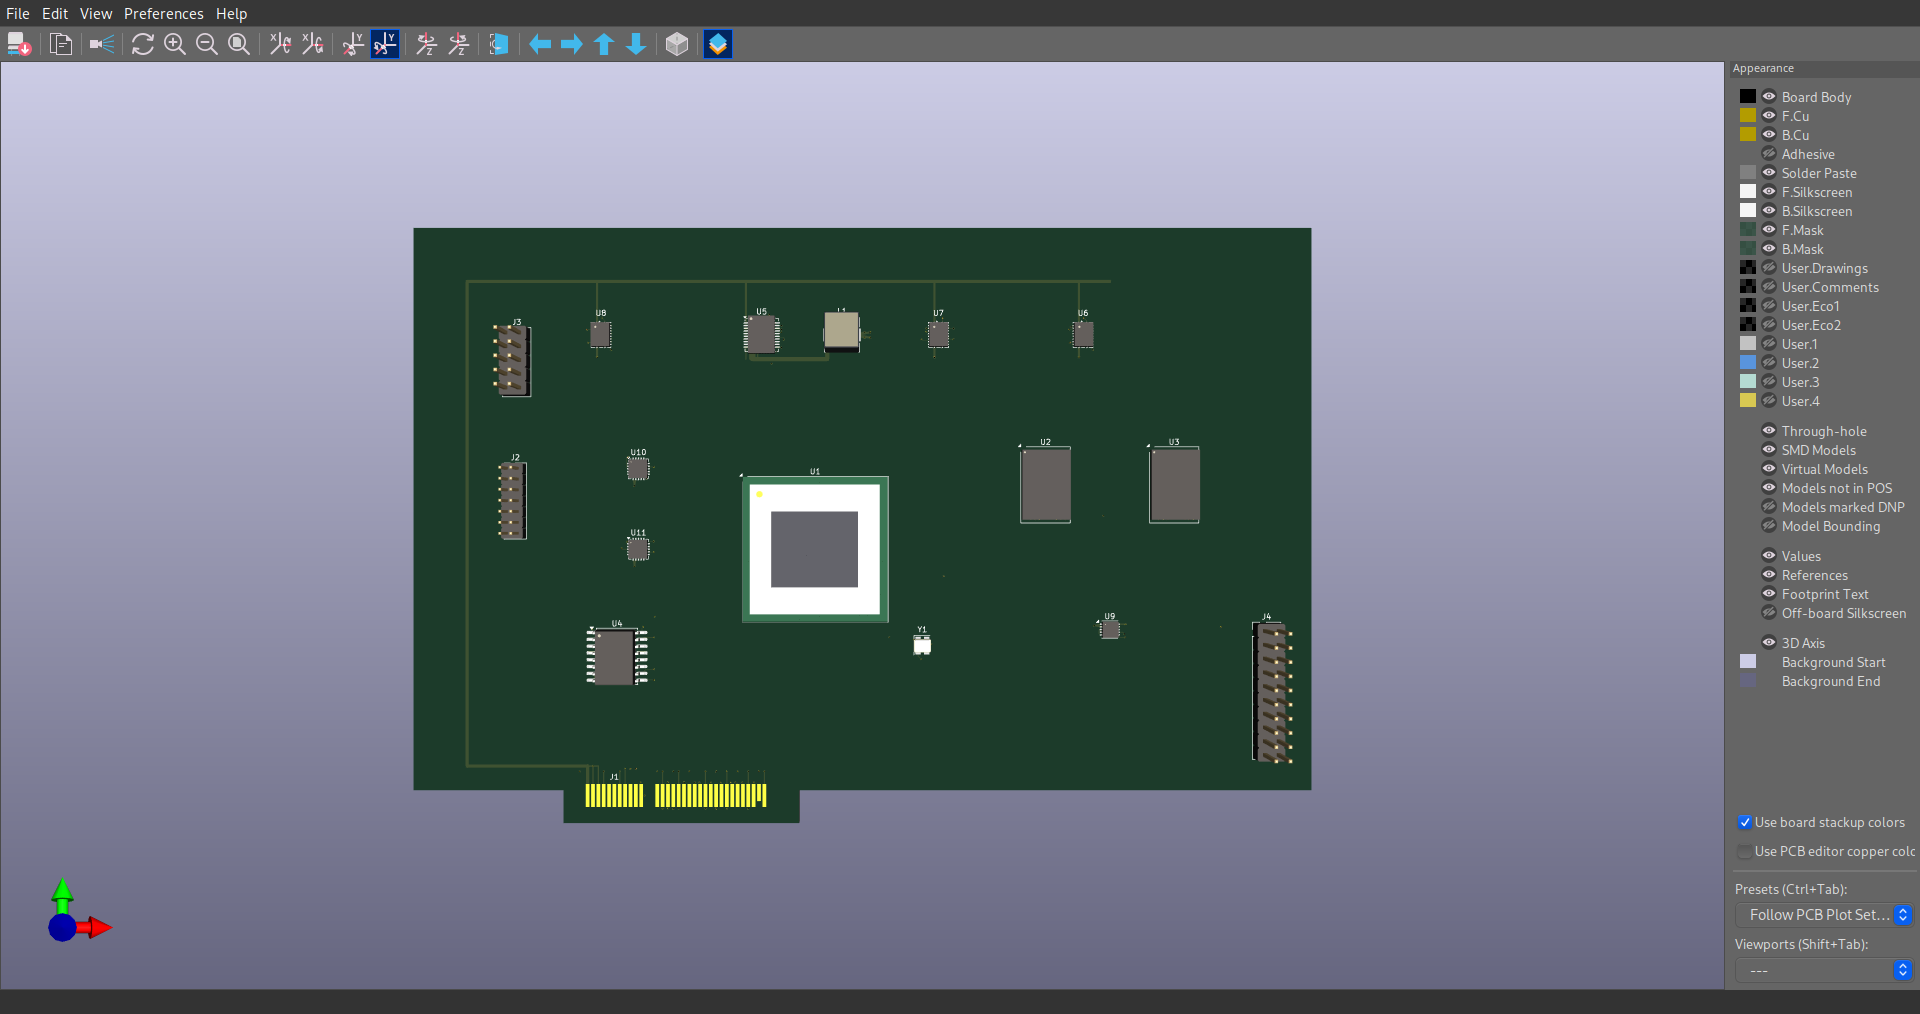 File Edit View Preferences Help
Appearance
Board Body
F.Cu
B.Cu
Adhesive
Solder Paste
F.Silkscreen
B.Silkscreen
F.Mask
B.Mask
User.Drawings
User.Comments
User.Eco1
User.Eco2
User.1
User.2
User.3
User.4
Through-hole
SMD Models
Virtual Models
Models not in POS
Models marked DNP
Model Bounding
Values
References
Footprint Text
Off-board Silkscreen
3D Axis
Background Start
Background End
Use board stackup colors
Use PCB editor copper colo
Presets (Ctrl+Tab):
Follow PCB Plot Set...
Viewports (Shift+Tab):
---
J3
U8
U5
L1
U7
U6
J2
U10
U1
U2
U3
U11
U4
Y1
U9
J4
J1